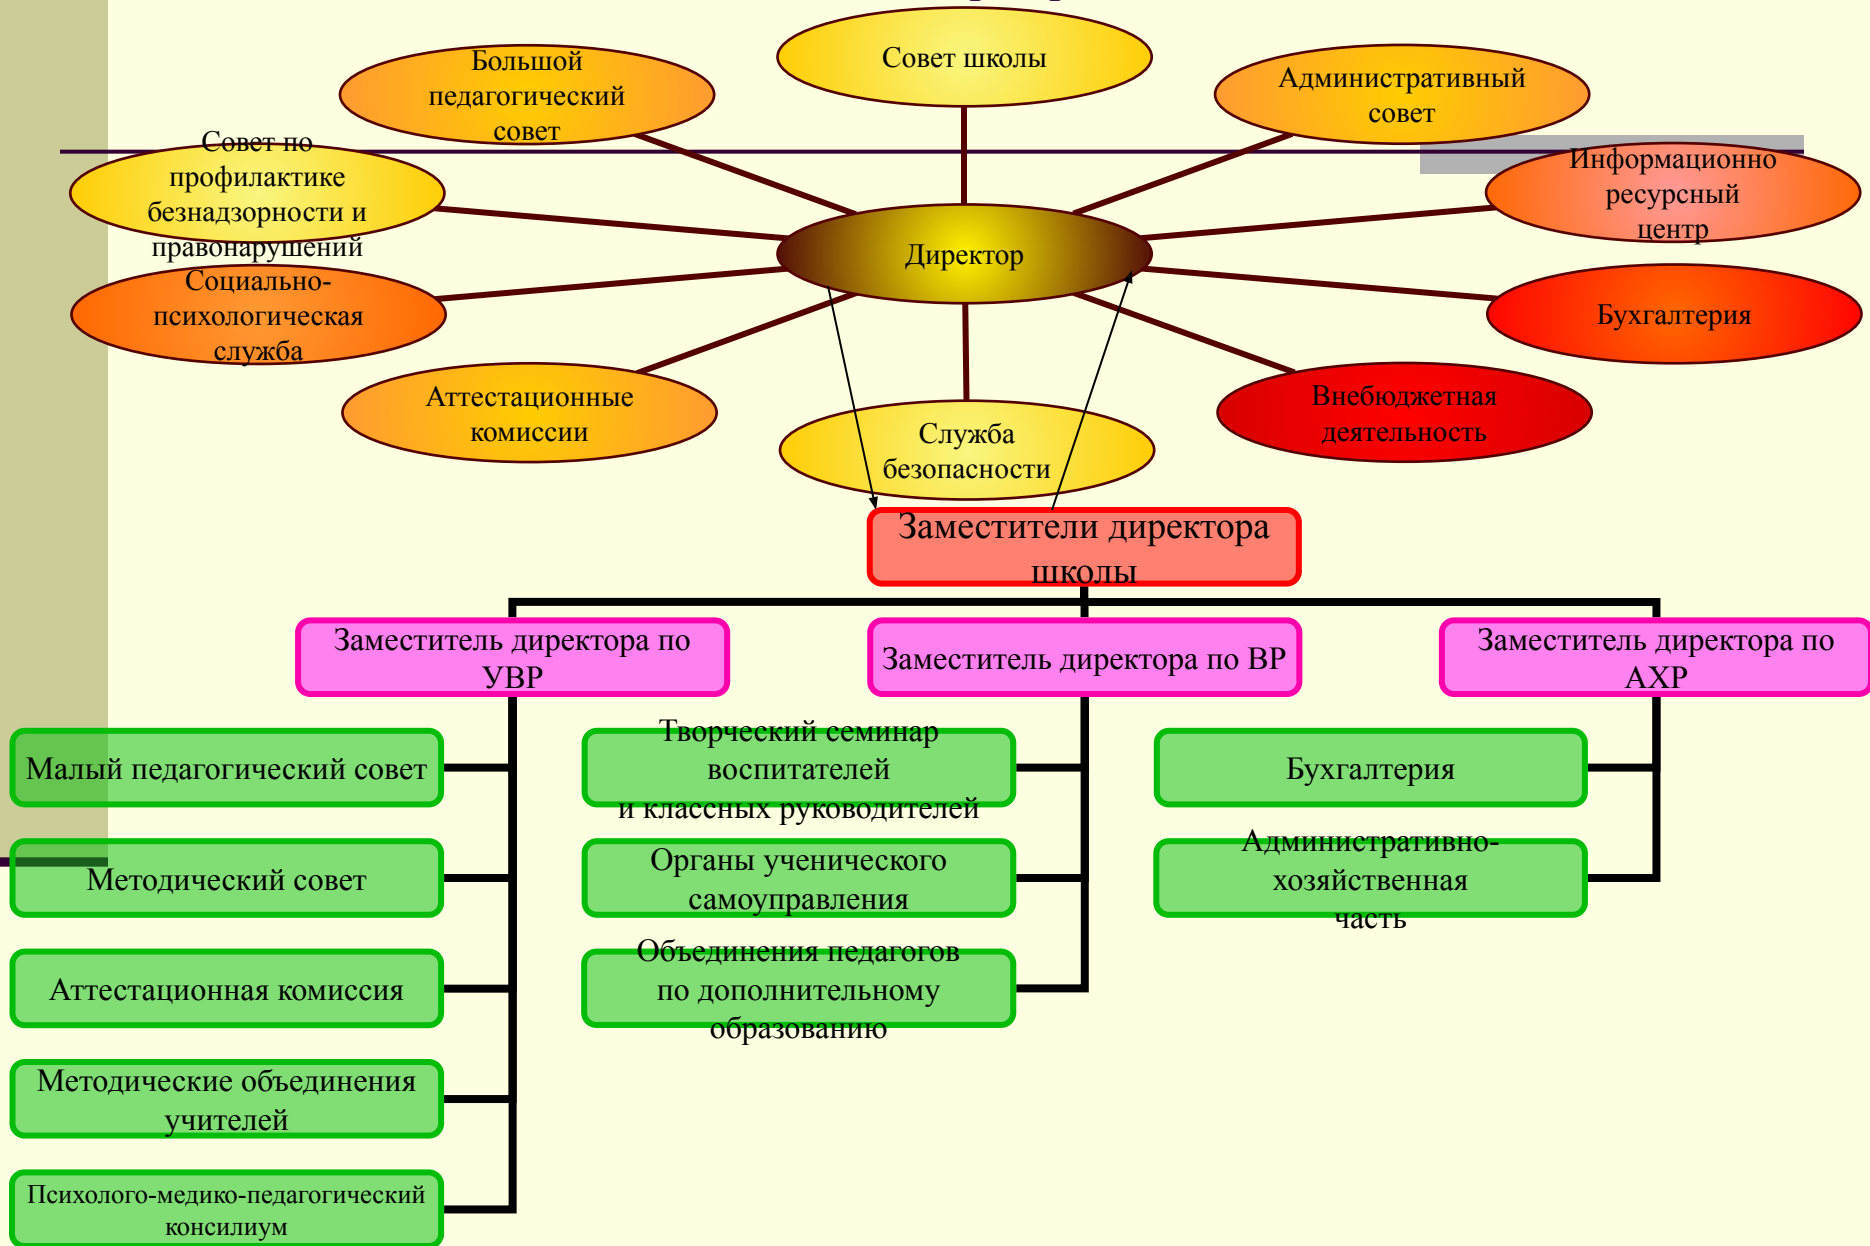 Совет школы
Большой
педагогический
совет
Административный
совет
Совет по
профилактике
безнадзорности и
правонарушений
Информационно
ресурсный
центр
Директор
Социально-
психологическая
служба
Бухгалтерия
Аттестационные
комиссии
Внебюджетная
деятельность
Служба
безопасности
Заместители директора
школы
Заместитель директора по
УВР
Заместитель директора по ВР
Заместитель директора по
АХР
Малый педагогический совет
Методический совет
Аттестационная комиссия
Методические объединения
учителей
Психолого-медико-педагогический
консилиум
Творческий семинар
воспитателей
и классных руководителей
Органы ученического
самоуправления
Объединения педагогов
по дополнительному
образованию
Бухгалтерия
Административно-
хозяйственная
часть